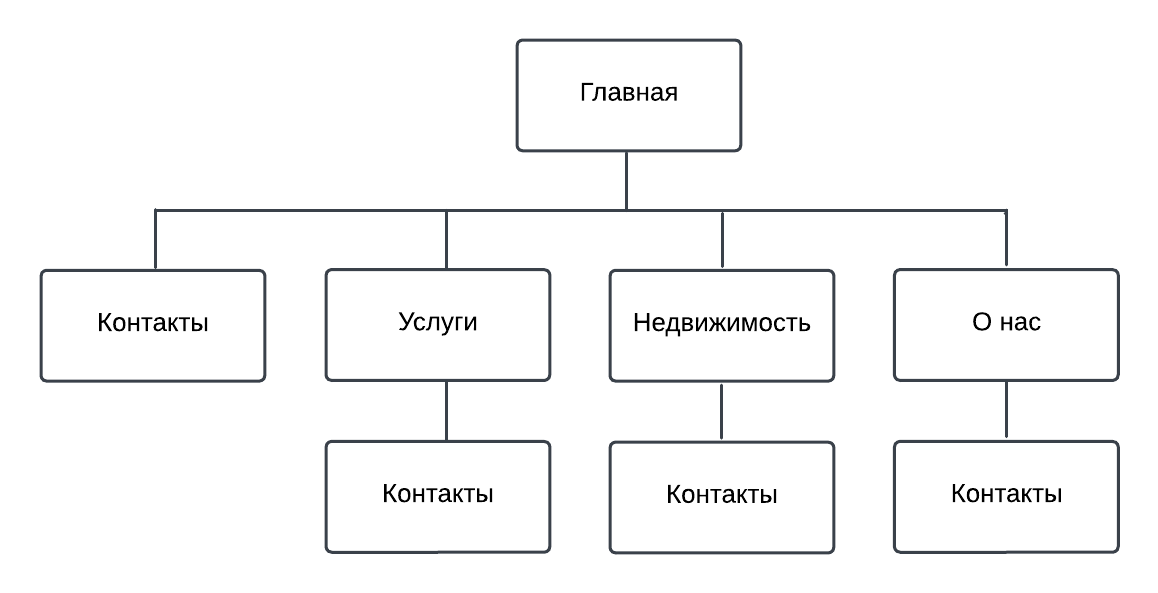 Главная
Контакты
Услуги
Недвижимость
О нас
Контакты
Контакты
Контакты